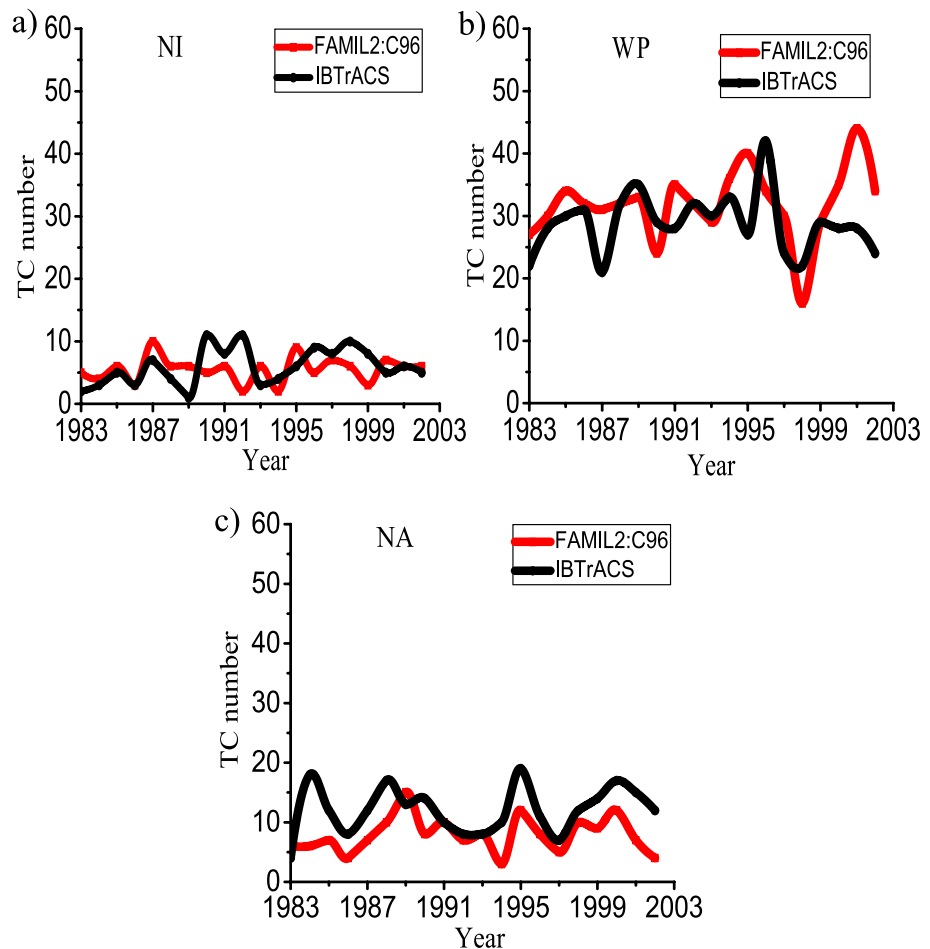 a)
NI
FAMIL2:C96
IBTrACS
TC number
60
50
40
30
20
10
0
1983 1987 1991 1995 1999 2003
Year
b)
WP
FAMIL2:C96
IBTrACS
TC number
60
50
40
30
20
10
0
1983 1987 1991 1995 1999 2003
Year
c)
NA
FAMIL2:C96
IBTrACS
TC number
60
50
40
30
20
10
0
1983 1987 1991 1995 1999 2003
Year